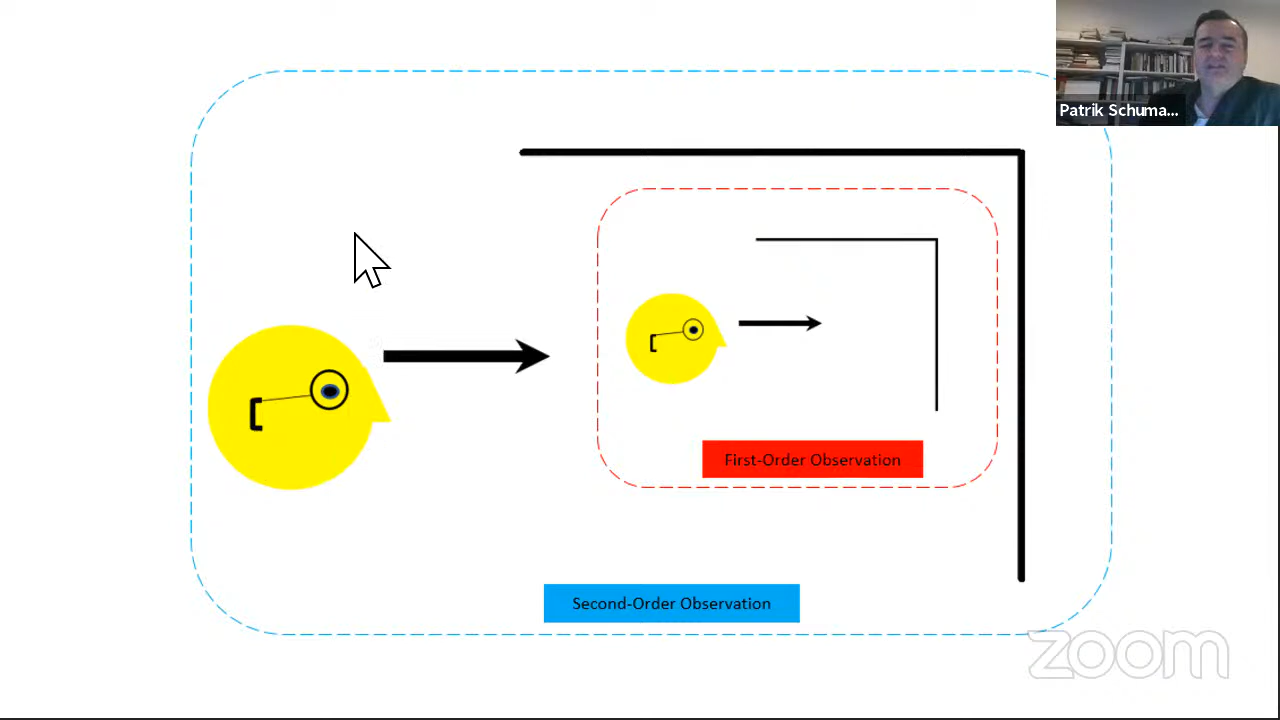 Patrik Schuma...
First-Order Observation
Second-Order Observation
zoom